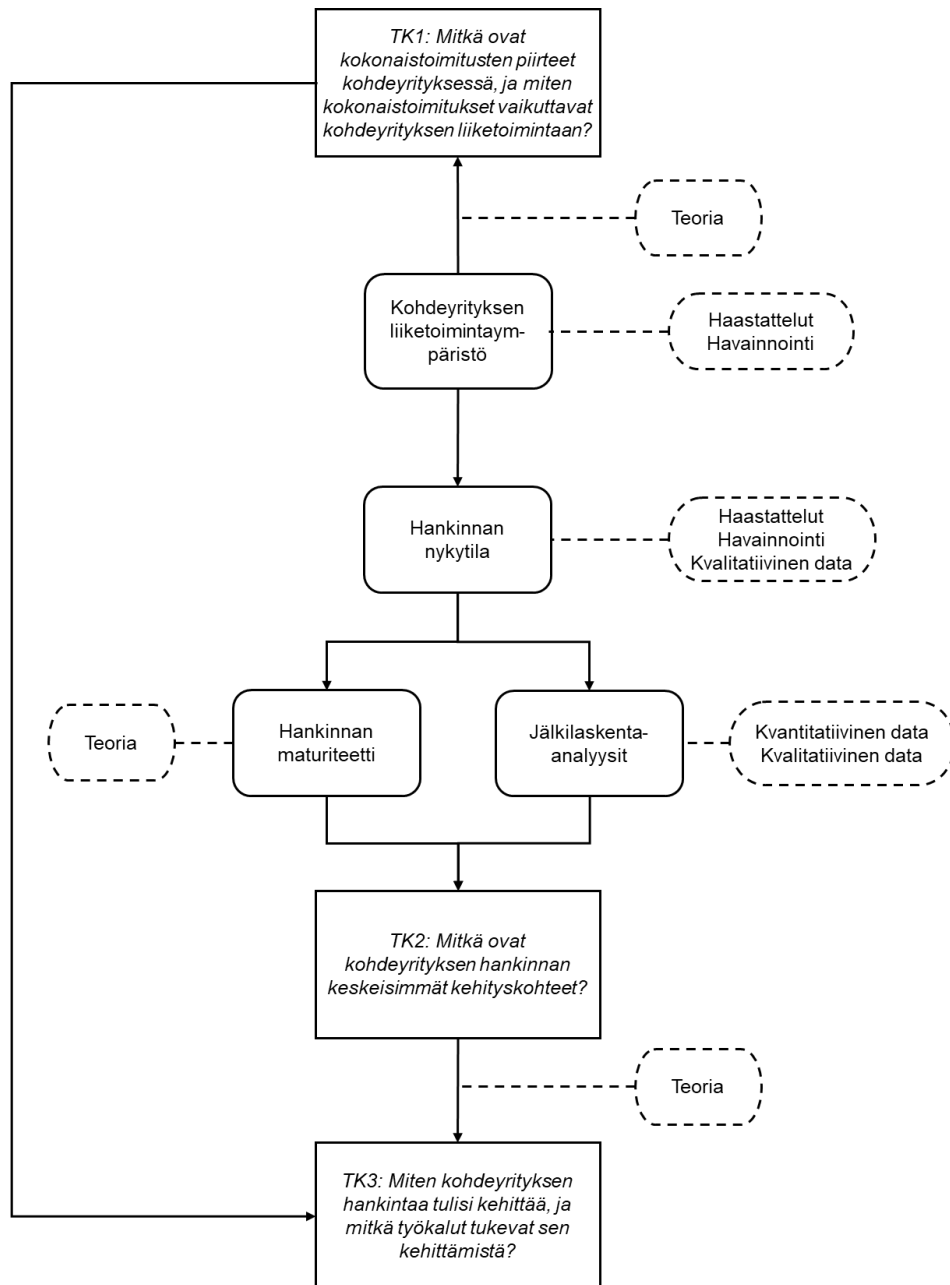 TK1: Mitkä ovat
kokonaistoimitusten piirteet
kohdeyrityksessä, ja miten
kokonaistoimitukset vaikuttavat
kohdeyrityksen liiketoimintaan?
Teoria
Kohdeyrityksen
liiketoimintaym-
päristö
Haastattelut
Havainnointi
Hankinnan
nykytila
Haastattelut
Havainnointi
Kvalitatiivinen data
Teoria
Hankinnan
maturiteetti
Jälkilaskenta-
analyysit
Kvantitatiivinen data
Kvalitatiivinen data
TK2: Mitkä ovat
kohdeyrityksen hankinnan
keskeisimmät kehityskohteet?
Teoria
TK3: Miten kohdeyrityksen
hankintaa tulisi kehittää, ja
mitkä työkalut tukevat sen
kehittämistä?